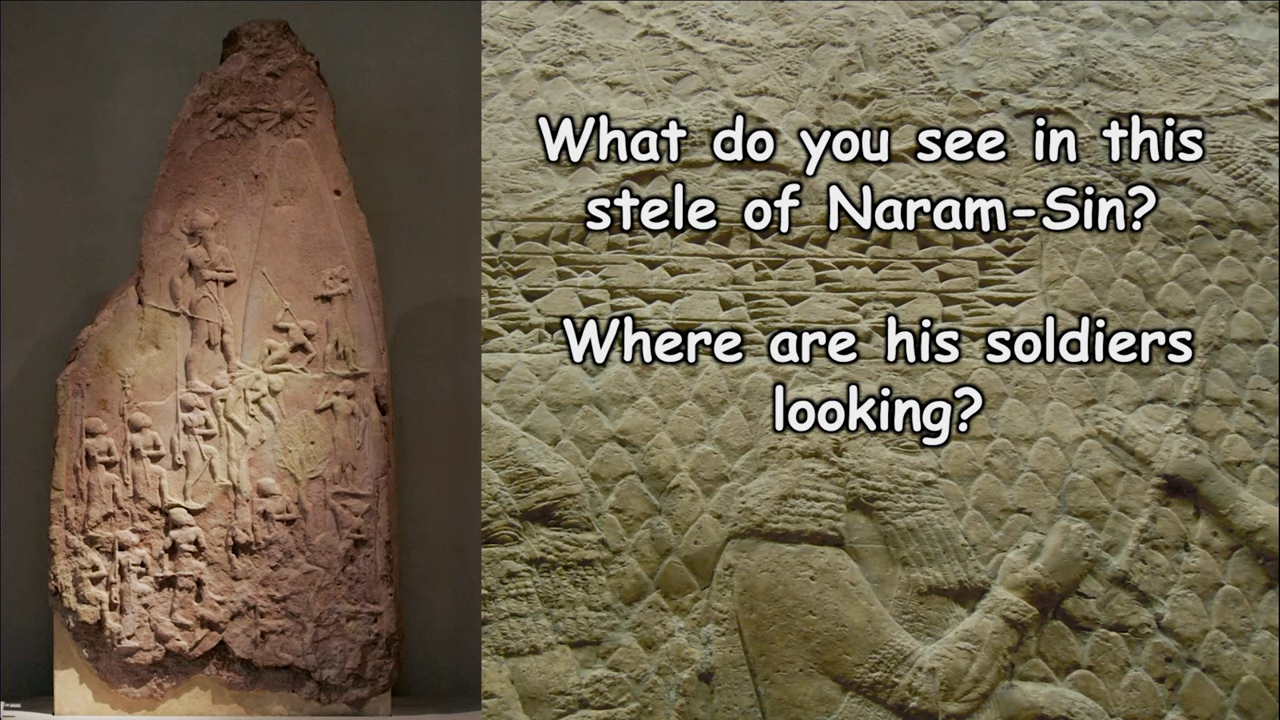 What do you see in this
stele of Naram-Sin?
Where are his soldiers
looking?